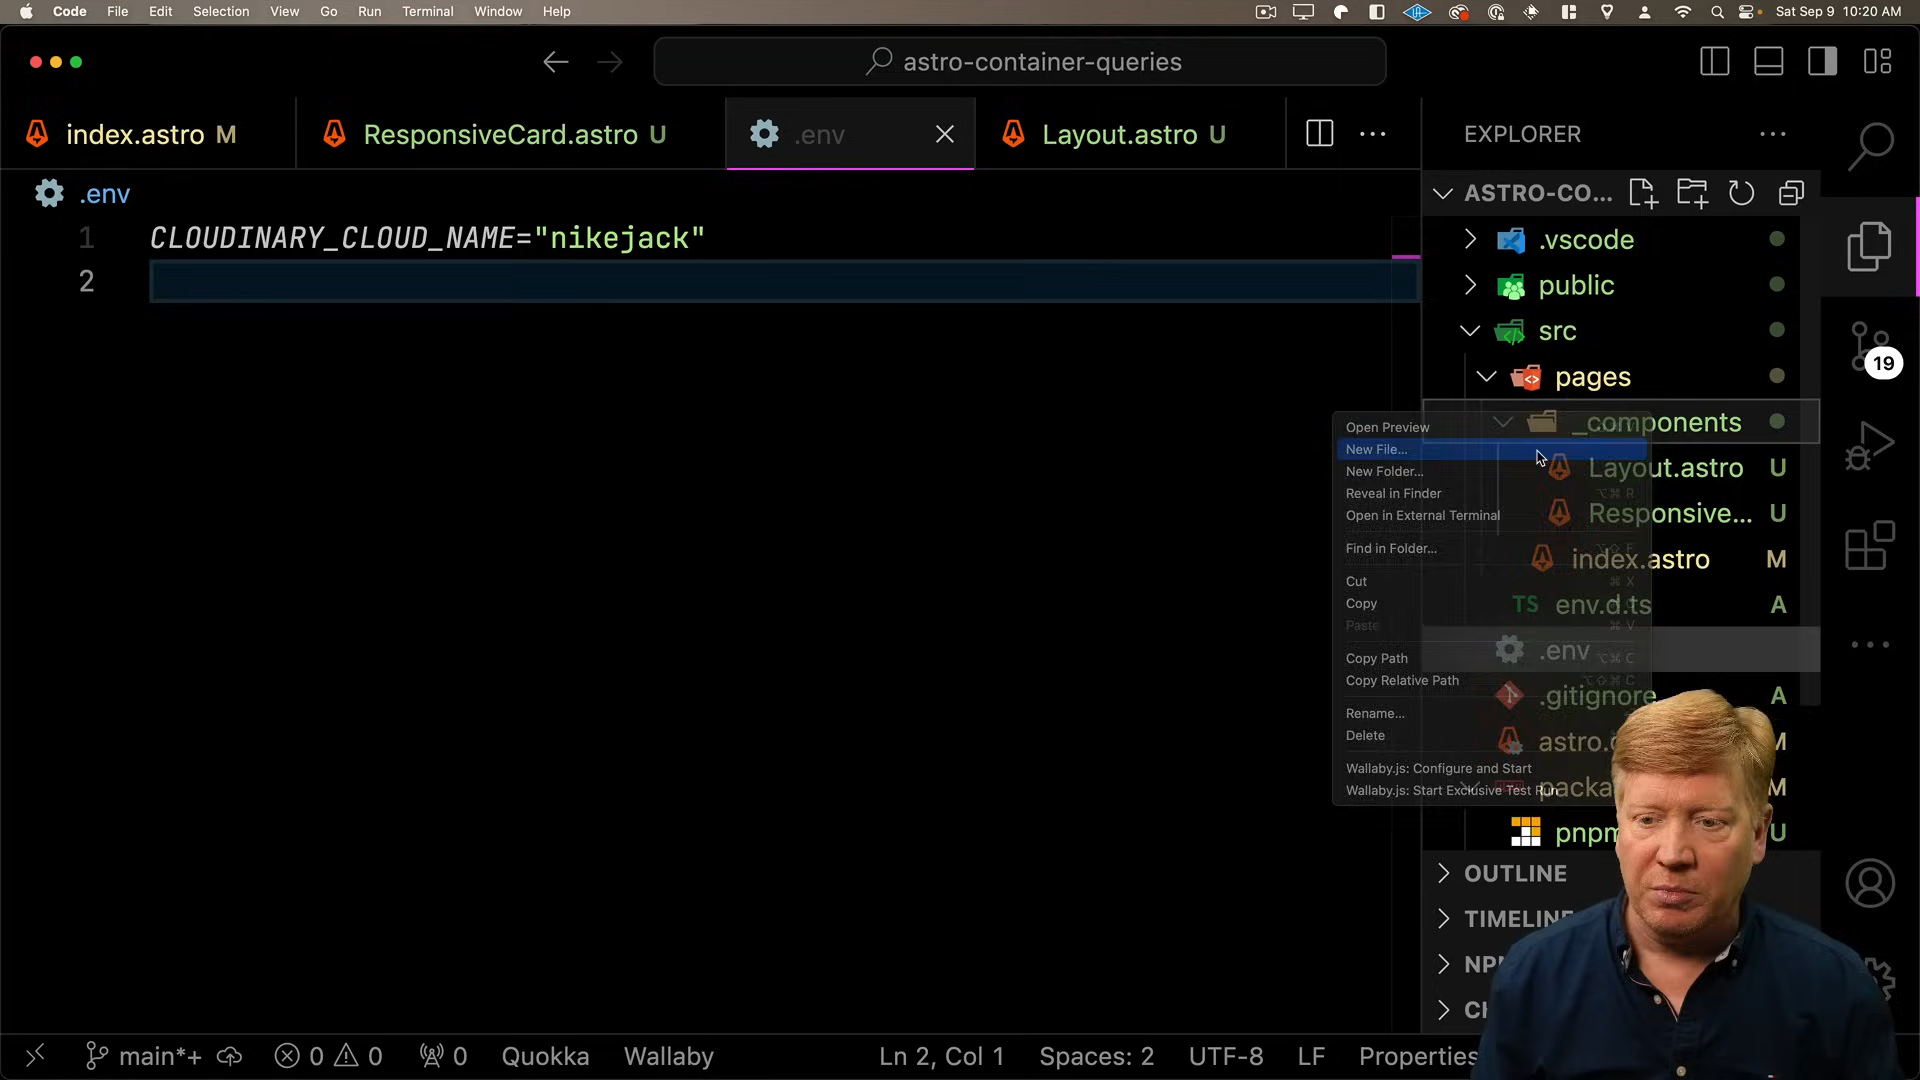 Code File Edit Selection View Go Run Terminal Window Help Sat Sep 9 10:20 AM
astro-container-queries
index.astro M ResponsiveCard.astro U .env Layout.astro U
.env
1 CLOUDINARY_CLOUD_NAME="nikejack"
2
EXPLORER
ASTRO-CO...
.vscode
public
src
pages
_components
Layout.astro U
Responsive... U
index.astro M
TS env.d.ts A
.env
.gitignore A
astro.
packa M
pnpm U
OUTLINE
TIMELINE
19
Open Preview
New File...
New Folder...
Reveal in Finder ⌥⌘ R
Open in External Terminal
Find in Folder... ⌥⇧ F
Cut ⌘ X
Copy
Paste ⌘ V
Copy Path ⌥⌘ C
Copy Relative Path ⌥⇧⌘ C
Rename...
Delete
Wallaby.js: Configure and Start
Wallaby.js: Start Exclusive Test Run
main*+ 0 0 0 Quokka Wallaby Ln 2, Col 1 Spaces: 2 UTF-8 LF Properties